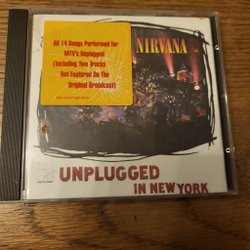 All 14 Songs Performed for
MTV's Unplugged
(Including Two Tracks
Not Featured On The
Original Broadcast)
NIRVANA
UNPLUGGED
IN NEW YORK